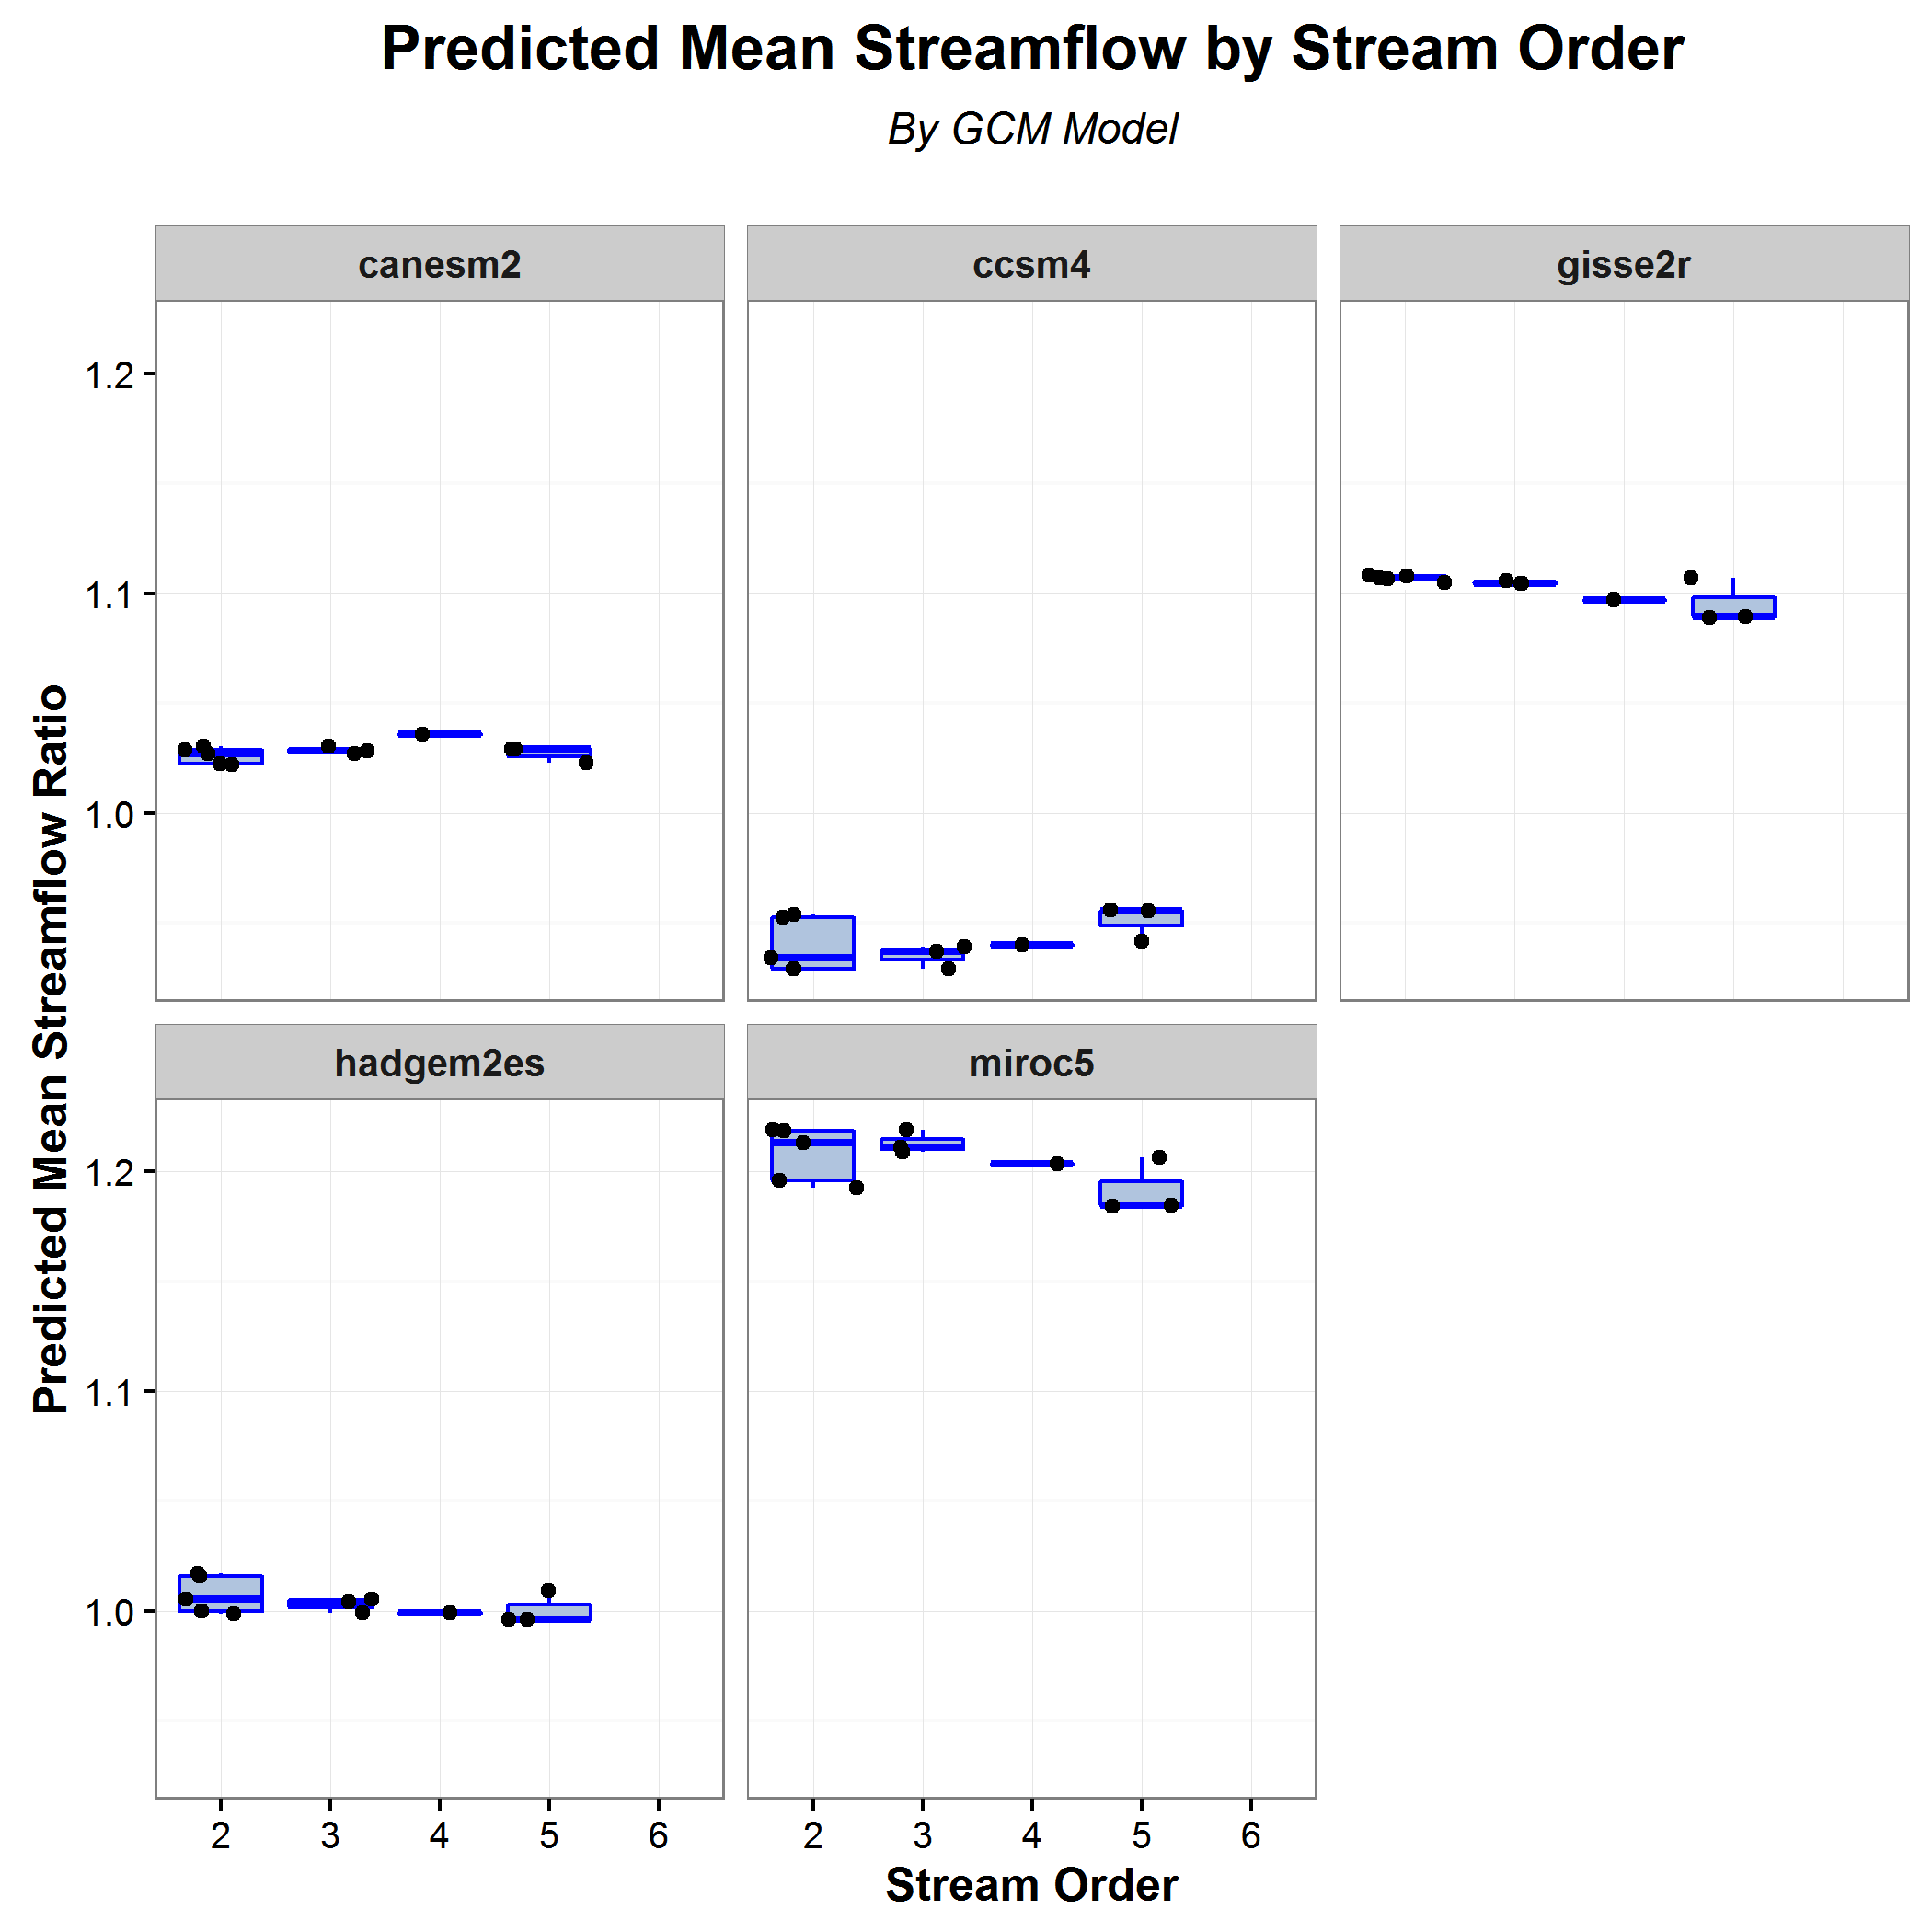 Predicted Mean Streamflow by Stream Order
By GCM Model
canesm2
ccsm4
gisse2r
1.2
1.1
1.0
Predicted Mean Streamflow Ratio
hadgem2es
miroc5
1.2
1.1
1.0
2 3 4 5 6
2 3 4 5 6
Stream Order